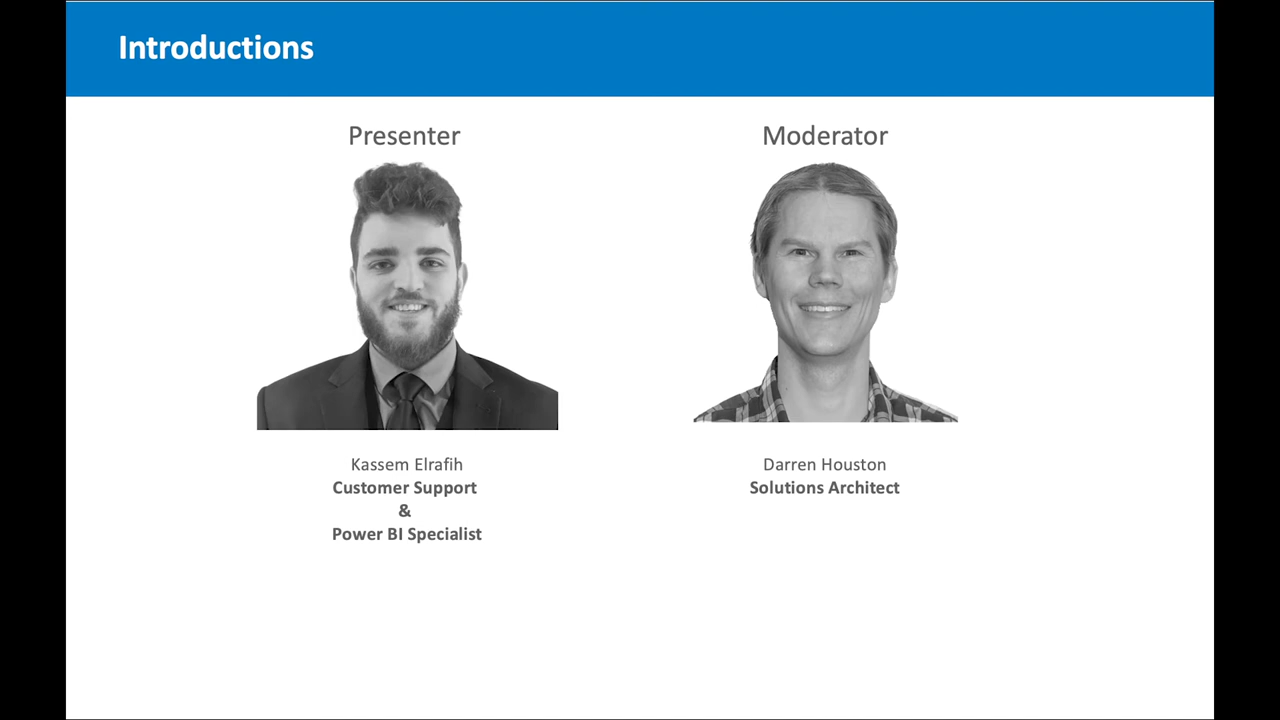 Introductions
Presenter
Moderator
Kassem Elrafih
Customer Support
&
Power BI Specialist
Darren Houston
Solutions Architect